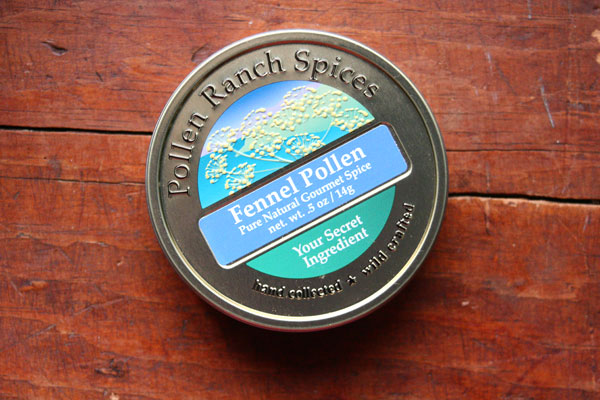 Pollen Ranch Spices
Fennel Pollen
Pure Natural Gourmet Spice
net. wt. .5 oz / 14g
Your Secret
Ingredient
hand collected ★ wild crafted